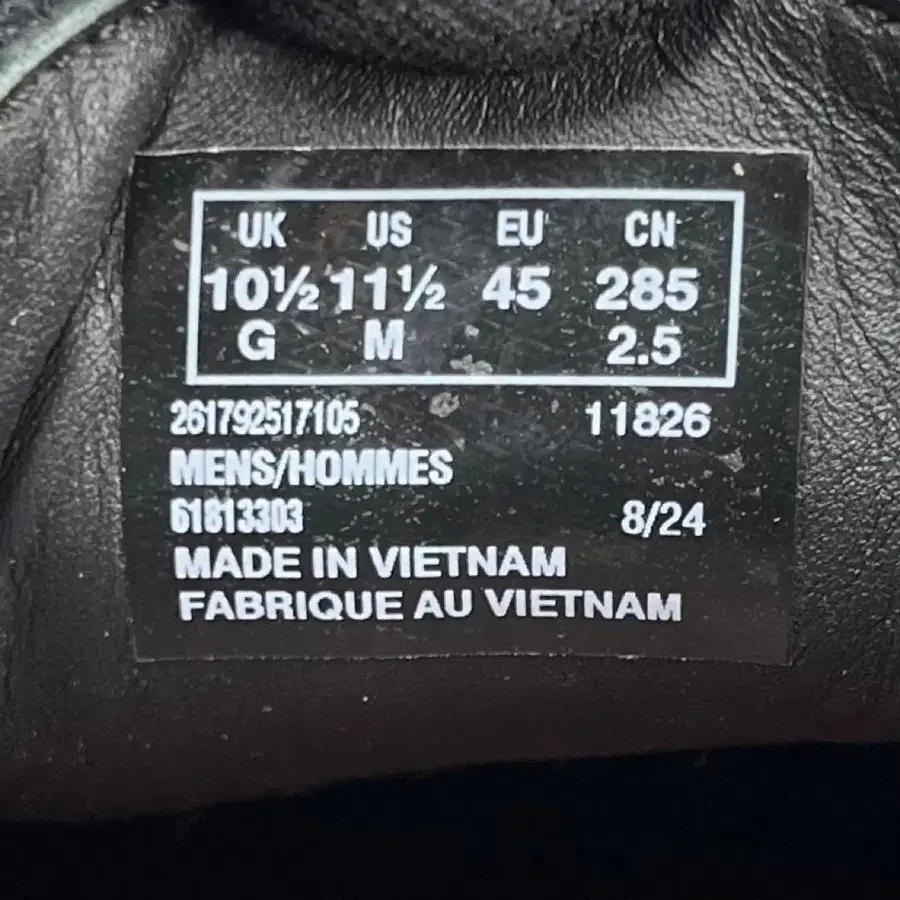 UK US EU CN
10½ 11½ 45 285
G M 2.5
261792517105 11826
MENS/HOMMES
61813303 8/24
MADE IN VIETNAM
FABRIQUE AU VIETNAM